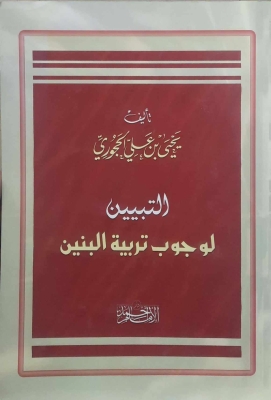 تأليف
يحيى بن علي الحجوري
التبيين
لوجوب تربية البنين